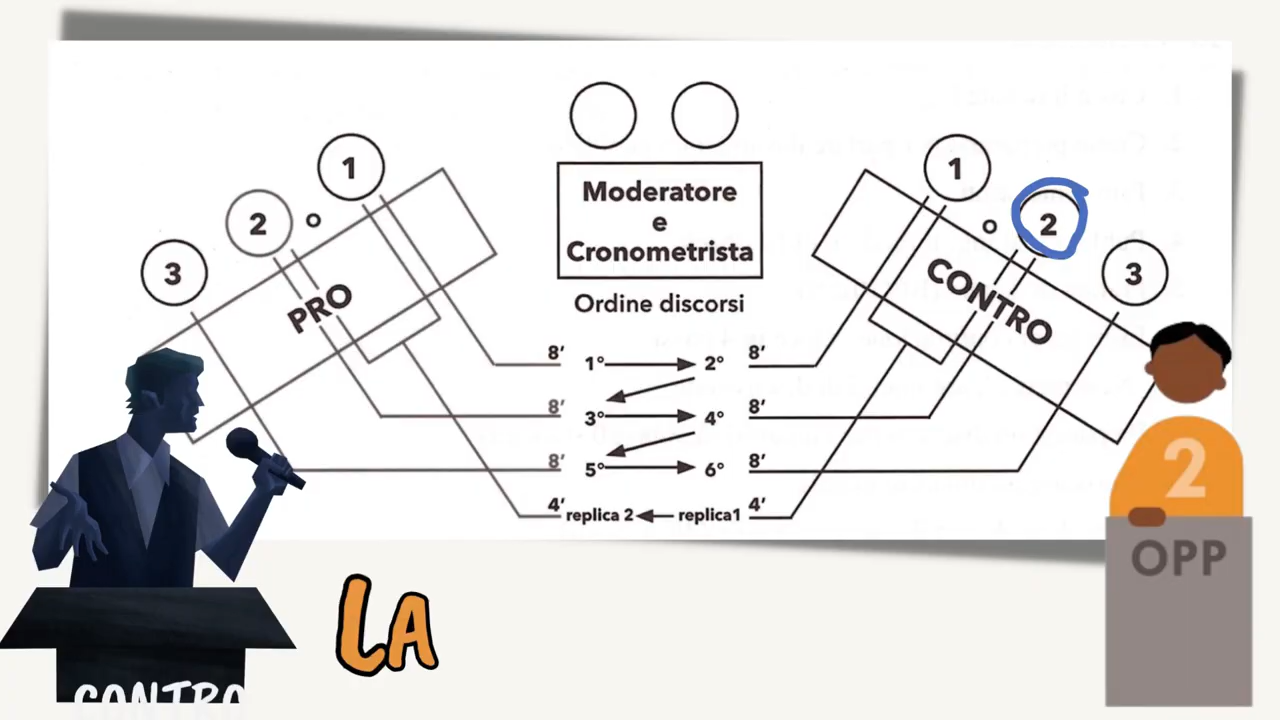 1
2 o
3
PRO
Moderatore
e
Cronometrista
Ordine discorsi
1
o 2
3
CONTRO
8’ 1° 2° 8’
8’ 3° 4° 8’
8’ 5° 6° 8’
4’ replica 2 replica1 4’
2
OPP
LA
CONTRO